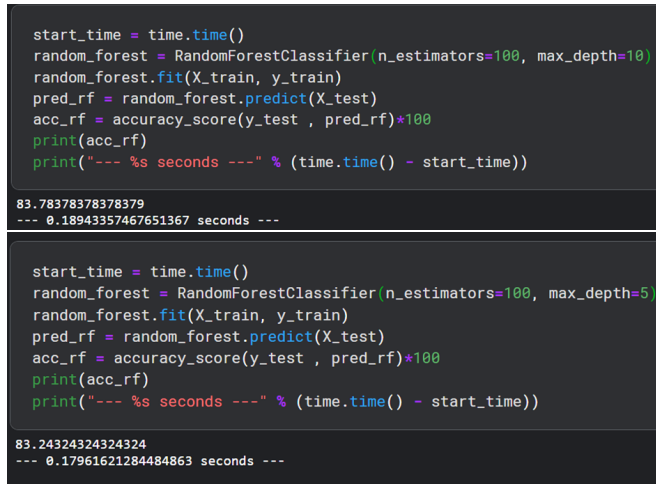 start_time = time.time()
random_forest = RandomForestClassifier(n_estimators=100, max_depth=10)
random_forest.fit(X_train, y_train)
pred_rf = random_forest.predict(X_test)
acc_rf = accuracy_score(y_test , pred_rf)*100
print(acc_rf)
print("--- %s seconds ---" % (time.time() - start_time))
83.78378378378379
--- 0.18943357467651367 seconds ---
start_time = time.time()
random_forest = RandomForestClassifier(n_estimators=100, max_depth=5)
random_forest.fit(X_train, y_train)
pred_rf = random_forest.predict(X_test)
acc_rf = accuracy_score(y_test , pred_rf)*100
print(acc_rf)
print("--- %s seconds ---" % (time.time() - start_time))
83.24324324324324
--- 0.17961621284484863 seconds ---